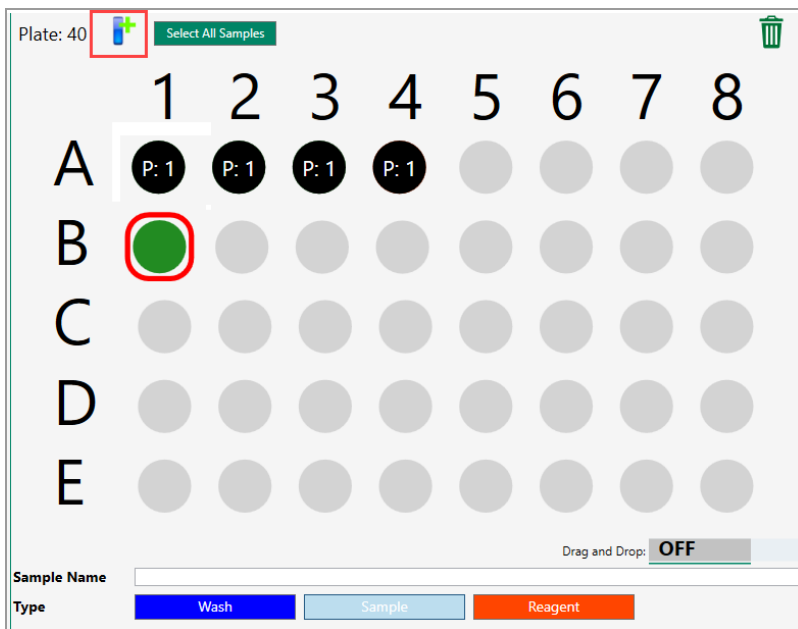 Plate: 40 Select All Samples
1 2 3 4 5 6 7 8
A P: 1 P: 1 P: 1 P: 1
B
C
D
E
Drag and Drop: OFF
Sample Name
Type Wash Sample Reagent